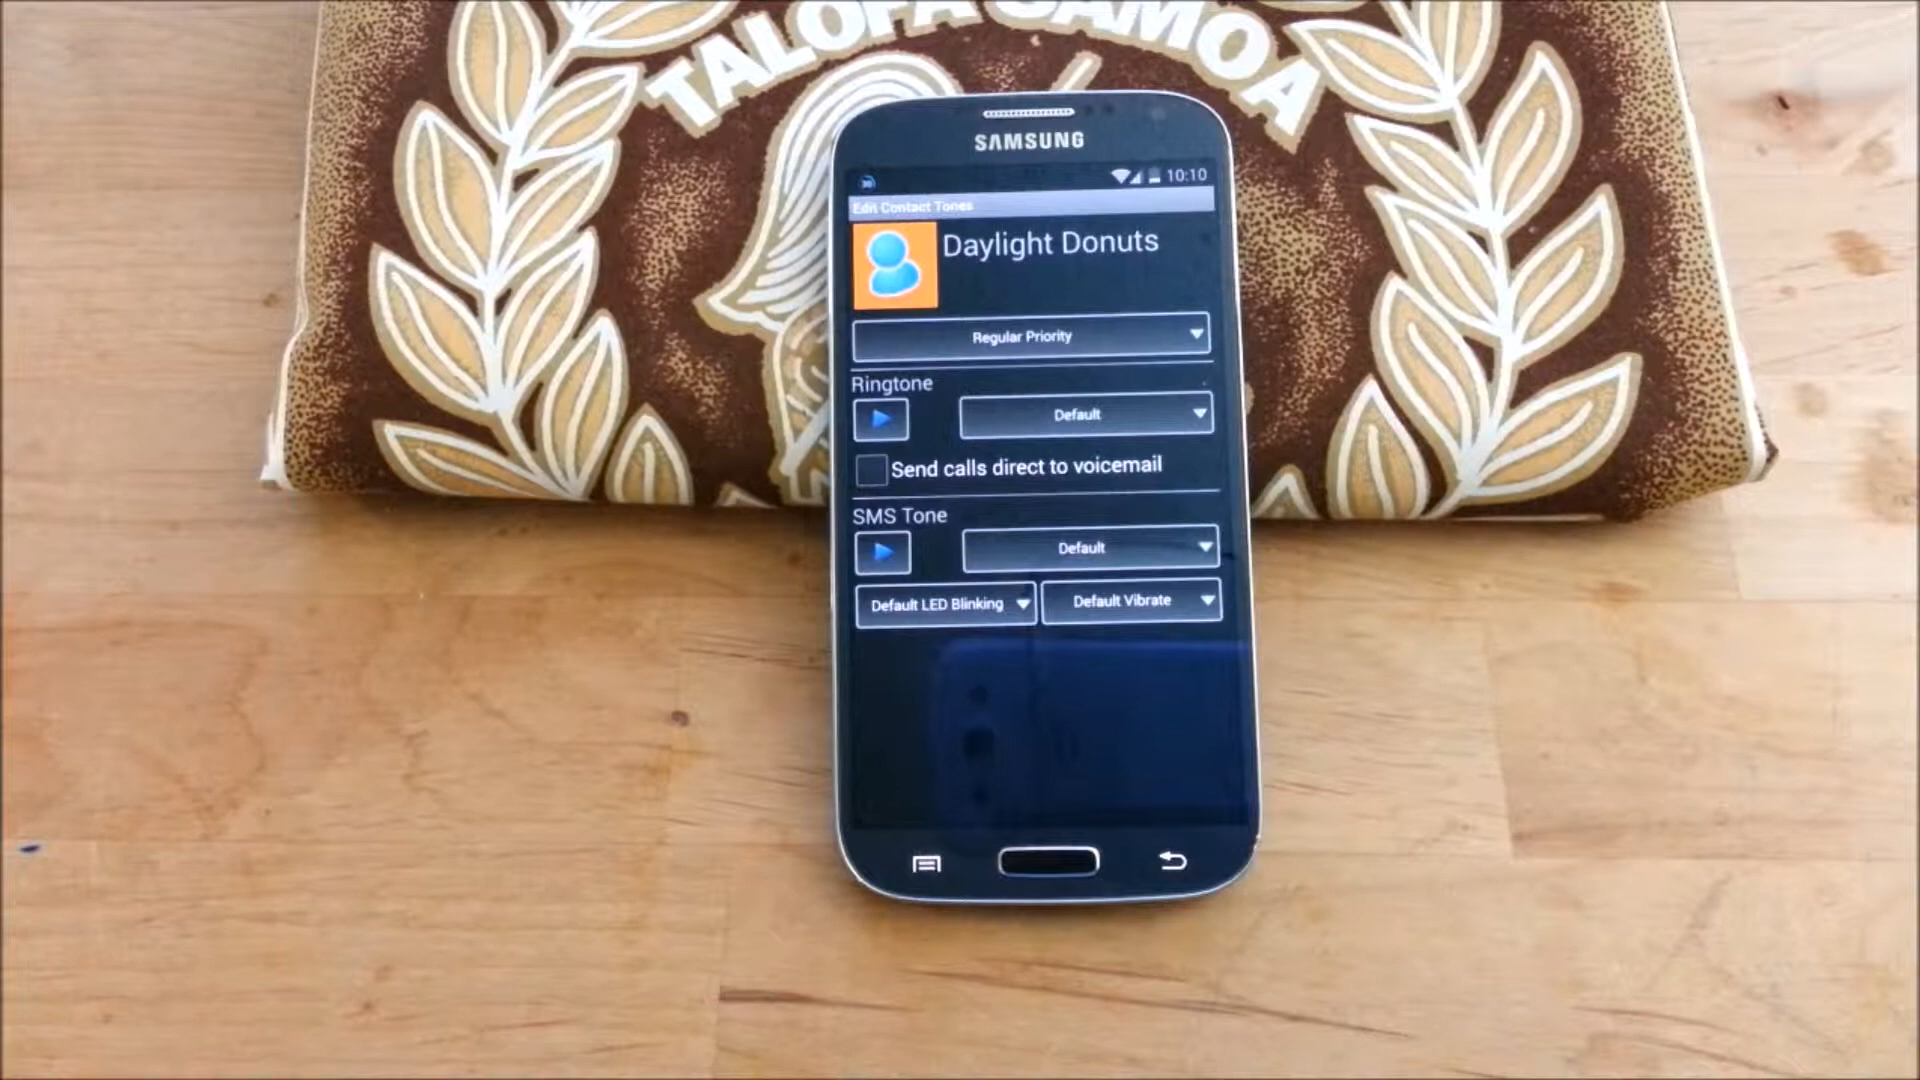 TALOFA SAMOA
SAMSUNG
10:10
Edit Contact Tones
Daylight Donuts
Regular Priority
Ringtone
Default
Send calls direct to voicemail
SMS Tone
Default
Default LED Blinking
Default Vibrate